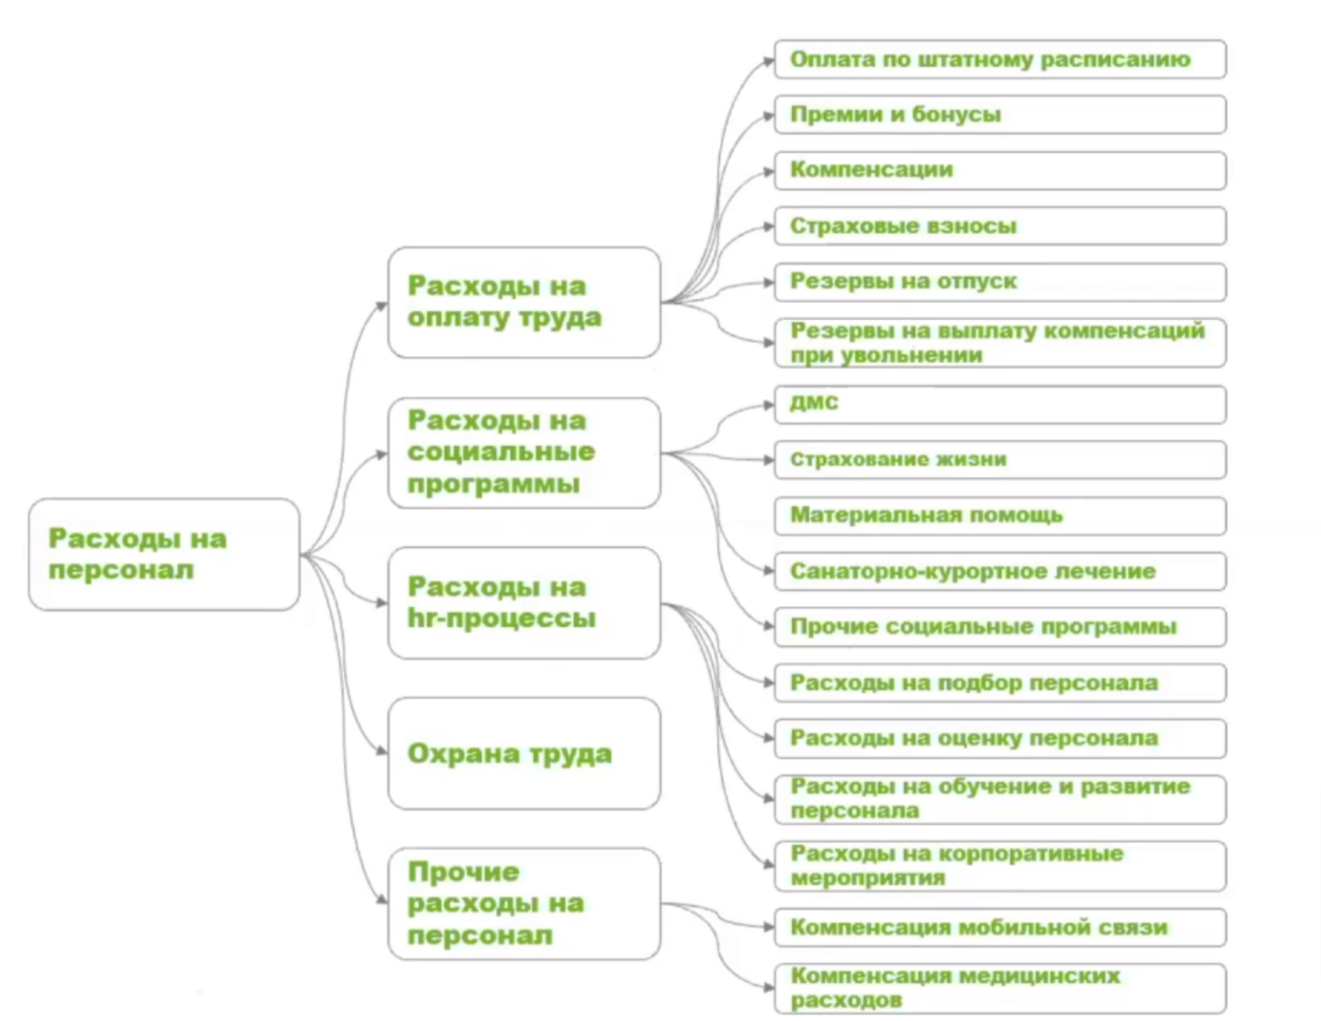 Расходы на
персонал
Расходы на
оплату труда
Расходы на
социальные
программы
Расходы на
hr-процессы
Охрана труда
Прочие
расходы на
персонал
Оплата по штатному расписанию
Премии и бонусы
Компенсации
Страховые взносы
Резервы на отпуск
Резервы на выплату компенсаций
при увольнении
ДМС
Страхование жизни
Материальная помощь
Санаторно-курортное лечение
Прочие социальные программы
Расходы на подбор персонала
Расходы на оценку персонала
Расходы на обучение и развитие
персонала
Расходы на корпоративные
мероприятия
Компенсация мобильной связи
Компенсация медицинских
расходов